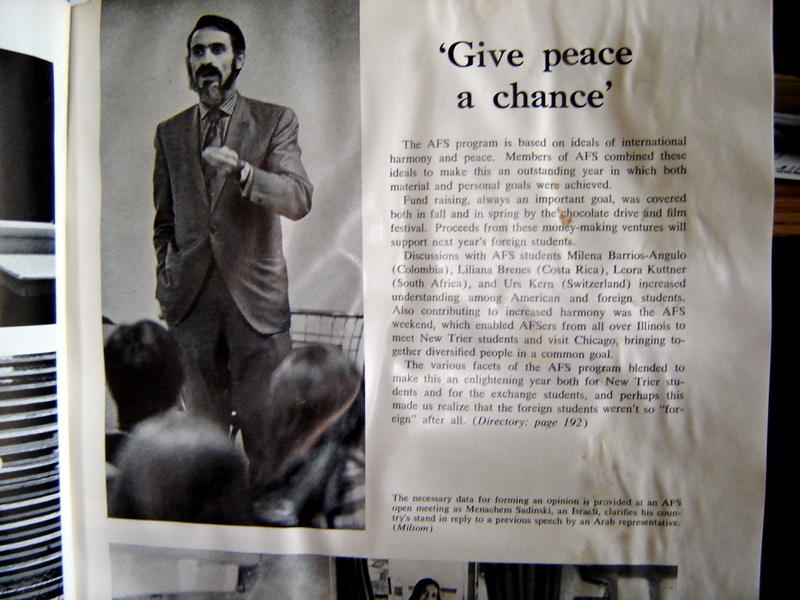 ‘Give peace
a chance’
The AFS program is based on ideals of international
harmony and peace. Members of AFS combined these
ideals to make this an outstanding year in which both
material and personal goals were achieved.
Fund raising, always an important goal, was covered
both in fall and in spring by the chocolate drive and film
festival. Proceeds from these money-making ventures will
support next year's foreign students.
Discussions with AFS students Milena Barrios-Angulo
(Colombia), Liliana Brenes (Costa Rica), Leora Kuttner
(South Africa), and Urs Kern (Switzerland) increased
understanding among American and foreign students.
Also contributing to increased harmony was the AFS
weekend, which enabled AFSers from all over Illinois to
meet New Trier students and visit Chicago, bringing to-
gether diversified people in a common goal.
The various facets of the AFS program blended to
make this an enlightening year both for New Trier stu-
dents and for the exchange students, and perhaps this
made us realize that the foreign students weren't so "for-
eign" after all. (Directory: page 192)
The necessary data for forming an opinion is provided at an AFS
open meeting as Menachem Sadinski, an Israeli, clarifies his coun-
try's stand in reply to a previous speech by an Arab representative.
(Milsom)